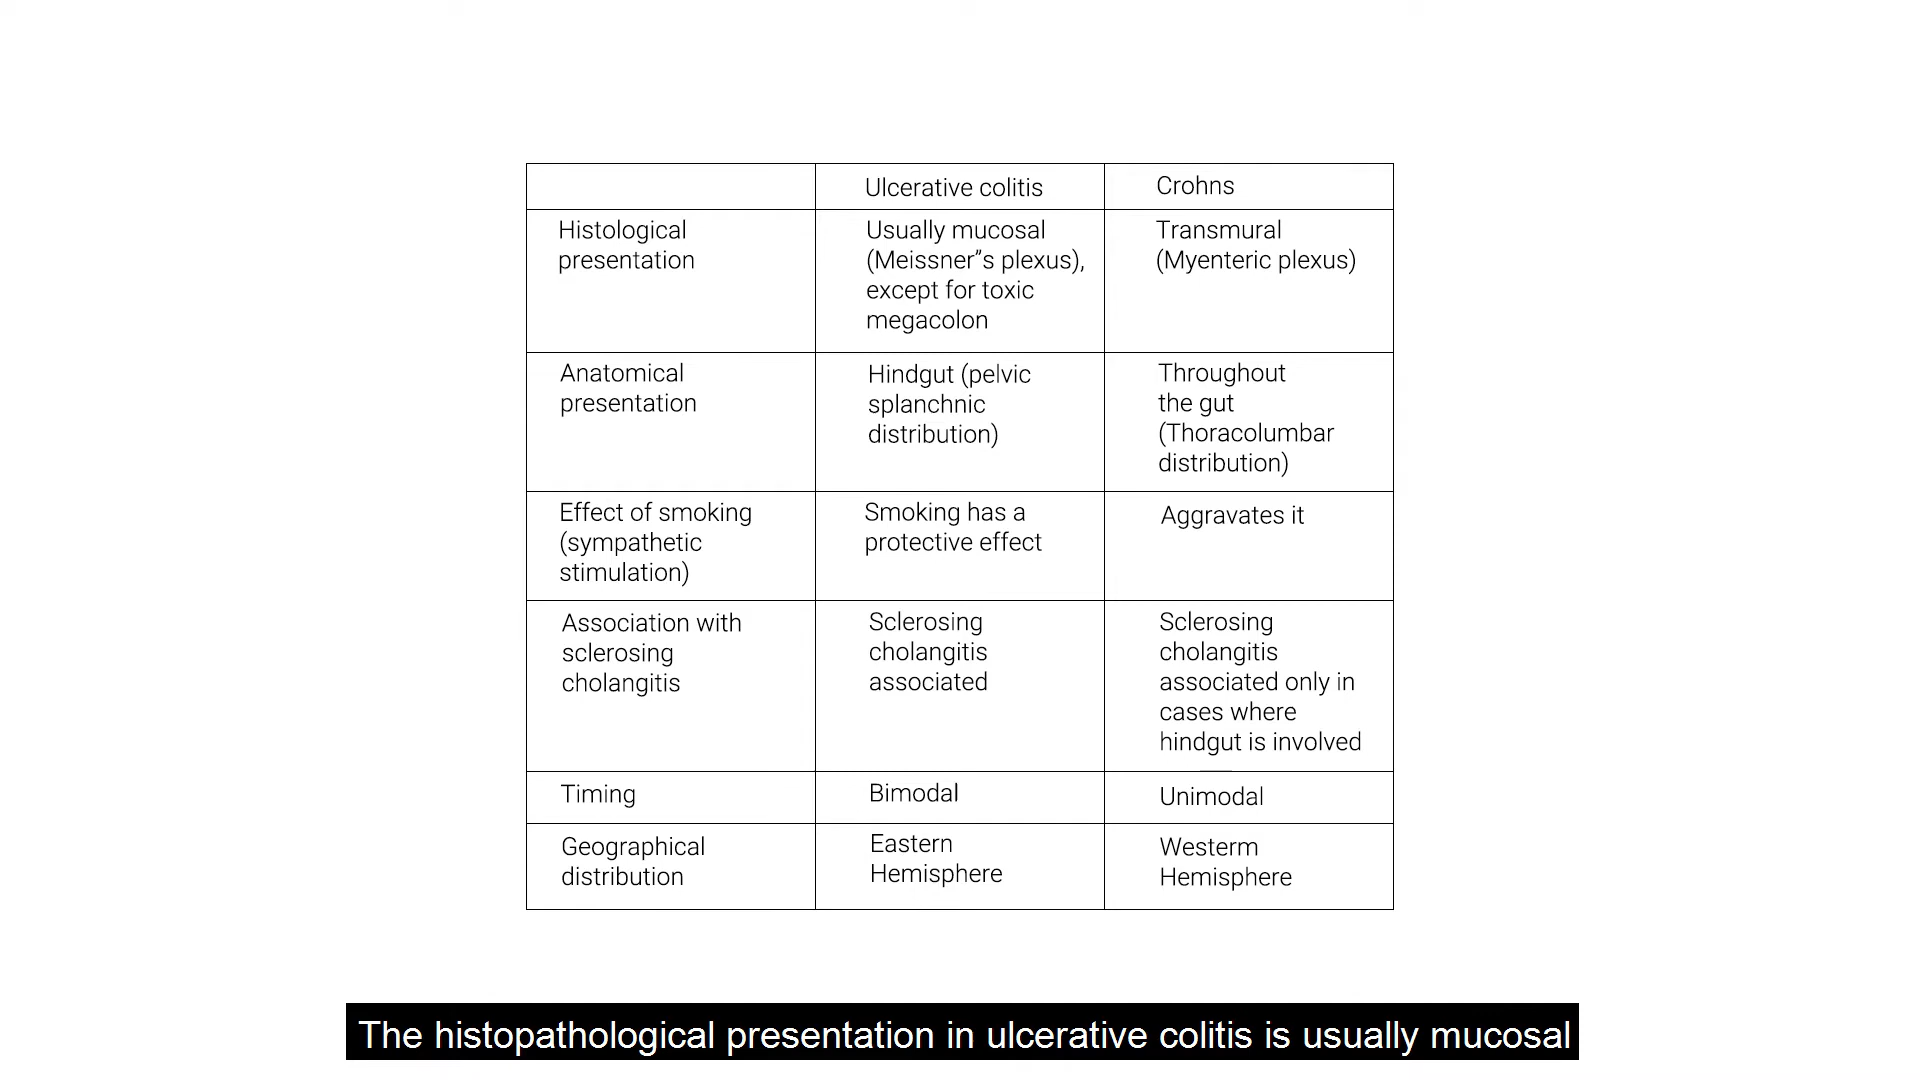 Ulcerative colitis
Crohns
Histological
presentation
Usually mucosal
(Meissner”s plexus),
except for toxic
megacolon
Transmural
(Myenteric plexus)
Anatomical
presentation
Hindgut (pelvic
splanchnic
distribution)
Throughout
the gut
(Thoracolumbar
distribution)
Effect of smoking
(sympathetic
stimulation)
Smoking has a
protective effect
Aggravates it
Association with
sclerosing
cholangitis
Sclerosing
cholangitis
associated
Sclerosing
cholangitis
associated only in
cases where
hindgut is involved
Timing
Bimodal
Unimodal
Geographical
distribution
Eastern
Hemisphere
Westerm
Hemisphere
The histopathological presentation in ulcerative colitis is usually mucosal